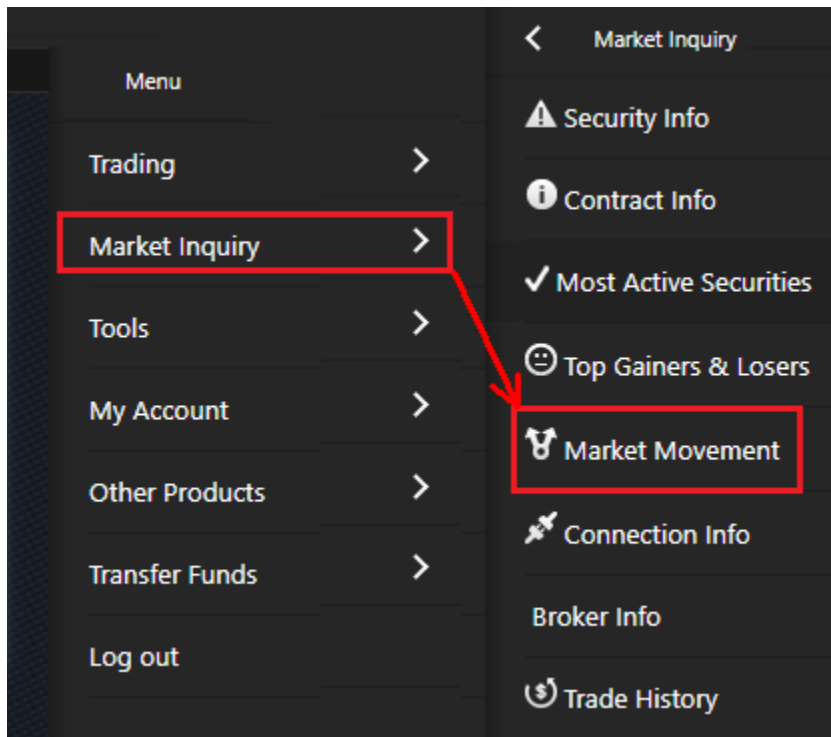 Menu
Trading
Market Inquiry
Tools
My Account
Other Products
Transfer Funds
Log out
Market Inquiry
Security Info
Contract Info
Most Active Securities
Top Gainers & Losers
Market Movement
Connection Info
Broker Info
Trade History